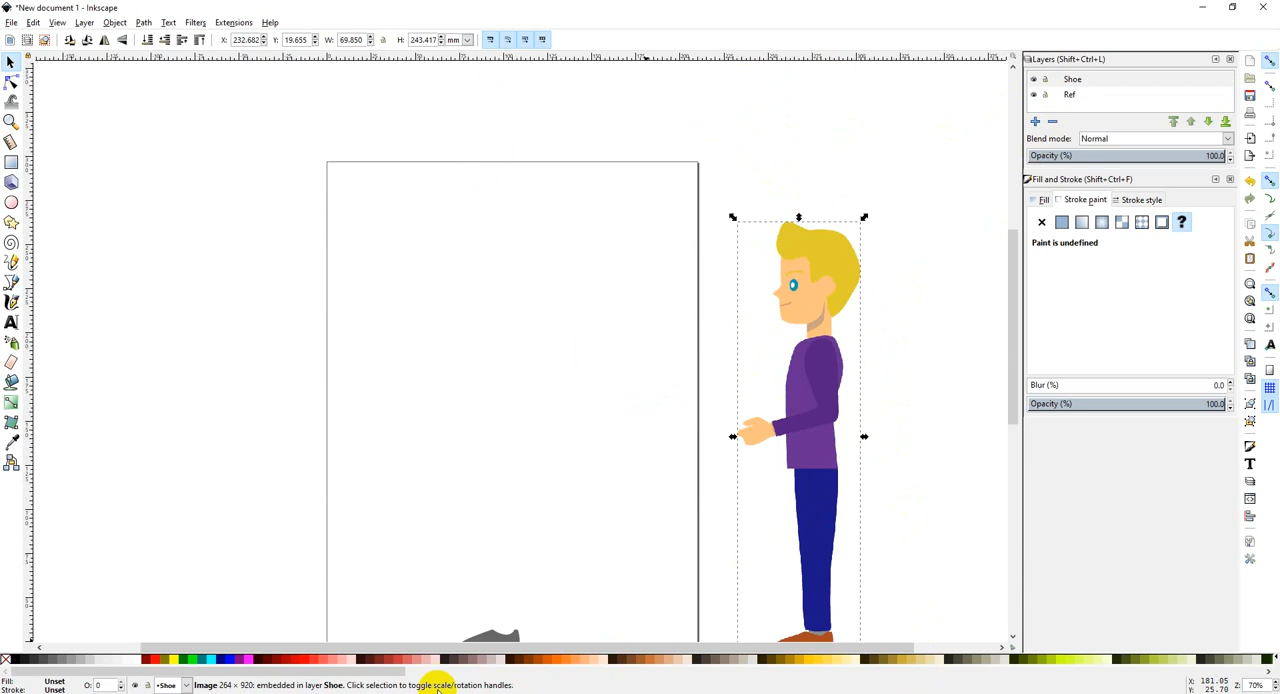 *New document 1 - Inkscape
File Edit View Layer Object Path Text Filters Extensions Help
X: 232.682 Y: 19.655 W: 69.850 H: 243.417 mm
Layers (Shift+Ctrl+L)
Shoe
Ref
Blend mode: Normal
Opacity (%) 100.0
Fill and Stroke (Shift+Ctrl+F)
Fill Stroke paint Stroke style
?
Paint is undefined
Blur (%) 0.0
Opacity (%) 100.0
Fill: Unset
Stroke: Unset
O: 0
•Shoe
Image 264 × 920: embedded in layer Shoe. Click selection to toggle scale/rotation handles.
X: 181.05
Y: 25.70
Z: 70%